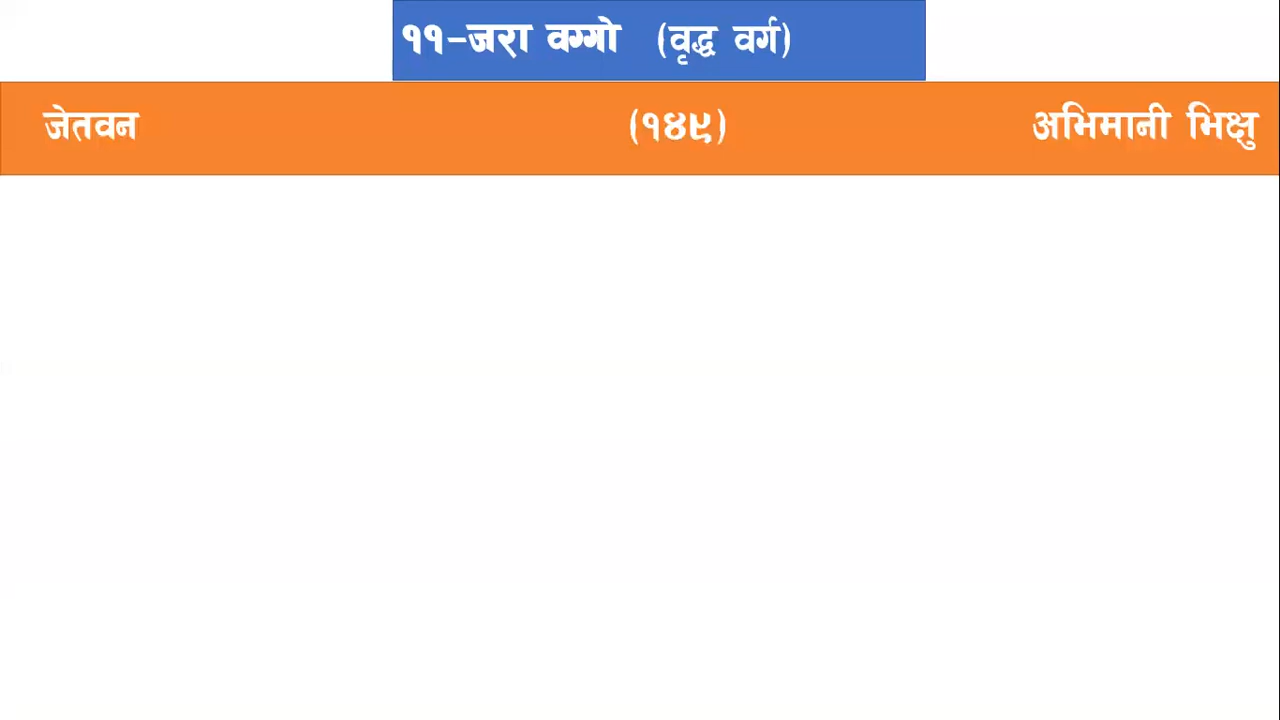 ११-जरा वग्गो (वृद्ध वर्ग)
जेतवन (१४९) अभिमानी भिक्षु